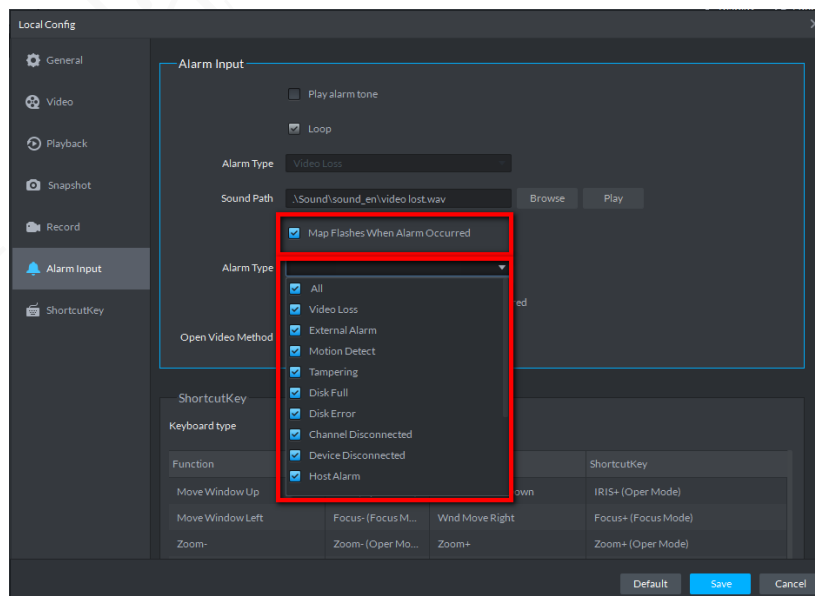 Local Config
General
Video
Playback
Snapshot
Record
Alarm Input
ShortcutKey
Alarm Input
Play alarm tone
Loop
Alarm Type Video Loss
Sound Path .\Sound\sound_en\video lost.wav Browse Play
Map Flashes When Alarm Occurred
Alarm Type
All
Video Loss
External Alarm
Motion Detect
Tampering
Disk Full
Disk Error
Channel Disconnected
Device Disconnected
Host Alarm
Open Video Method
ShortcutKey
Keyboard type
Function ShortcutKey
Move Window Up IRIS+ (Oper Mode)
Move Window Left Focus- (Focus M... Wnd Move Right Focus+ (Focus Mode)
Zoom- Zoom- (Oper Mo... Zoom+ Zoom+ (Oper Mode)
Default Save Cancel